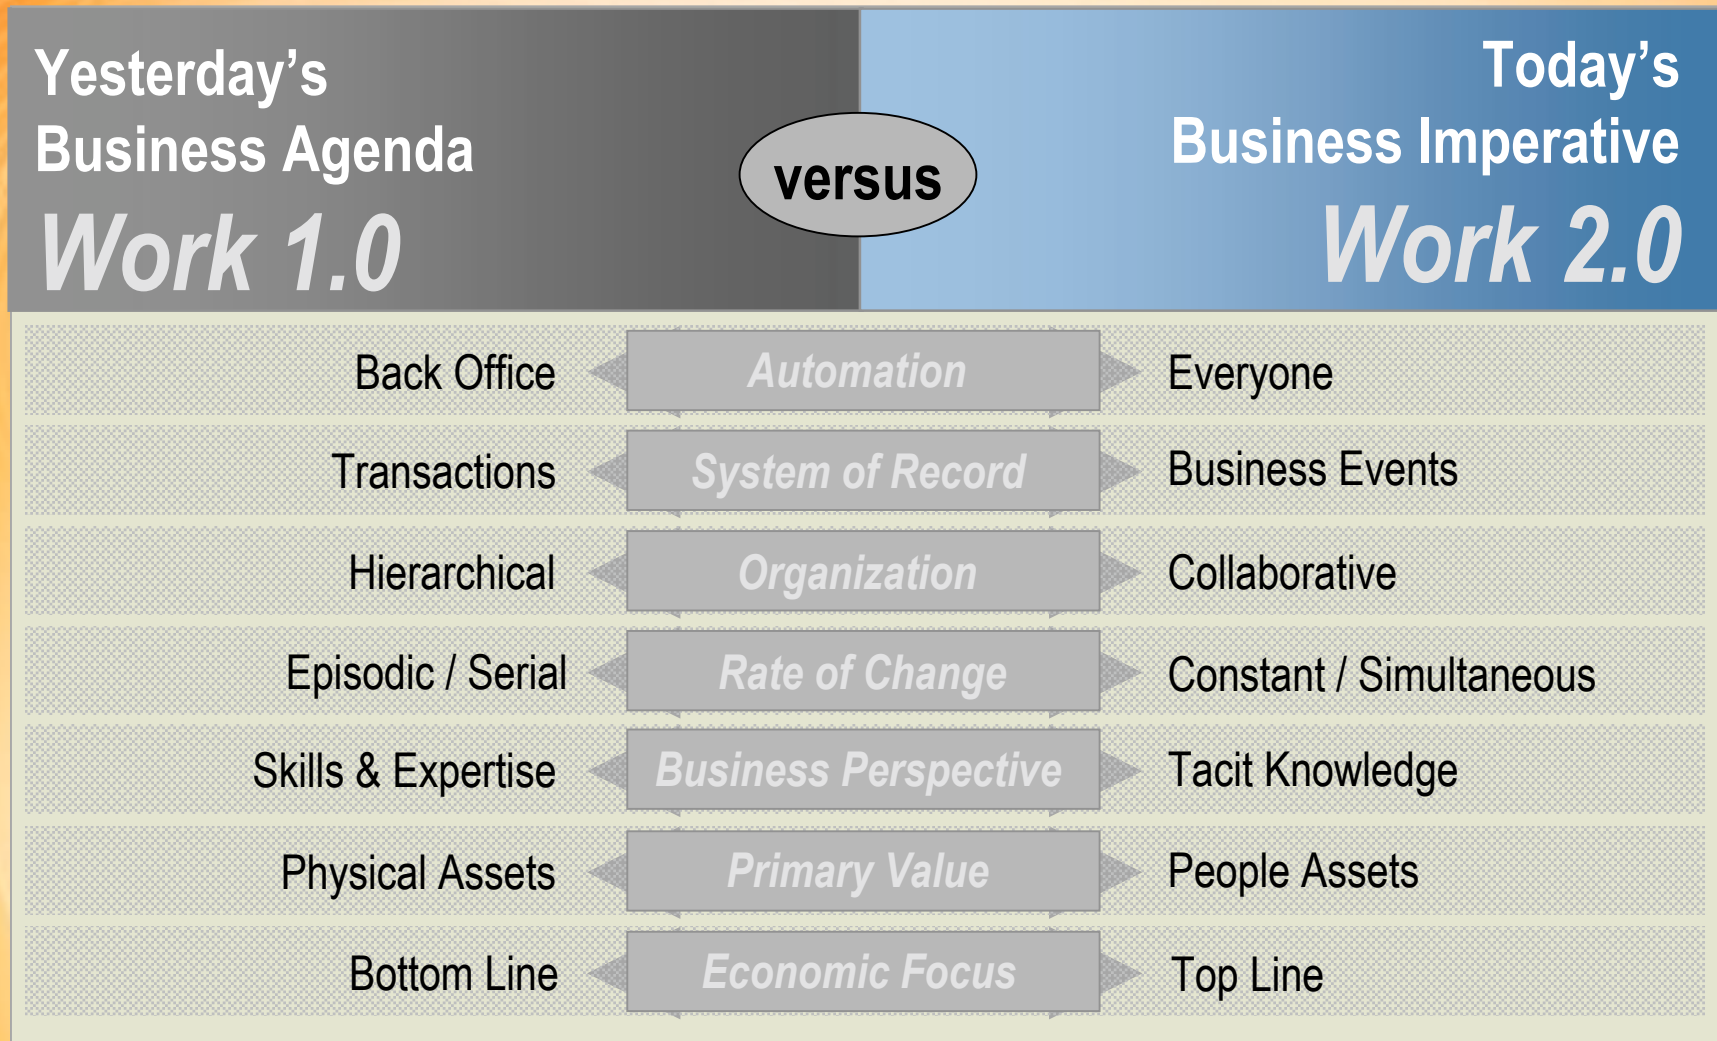 Yesterday’s
Business Agenda
Work 1.0
versus
Today’s
Business Imperative
Work 2.0
Back Office Automation Everyone
Transactions System of Record Business Events
Hierarchical Organization Collaborative
Episodic / Serial Rate of Change Constant / Simultaneous
Skills & Expertise Business Perspective Tacit Knowledge
Physical Assets Primary Value People Assets
Bottom Line Economic Focus Top Line